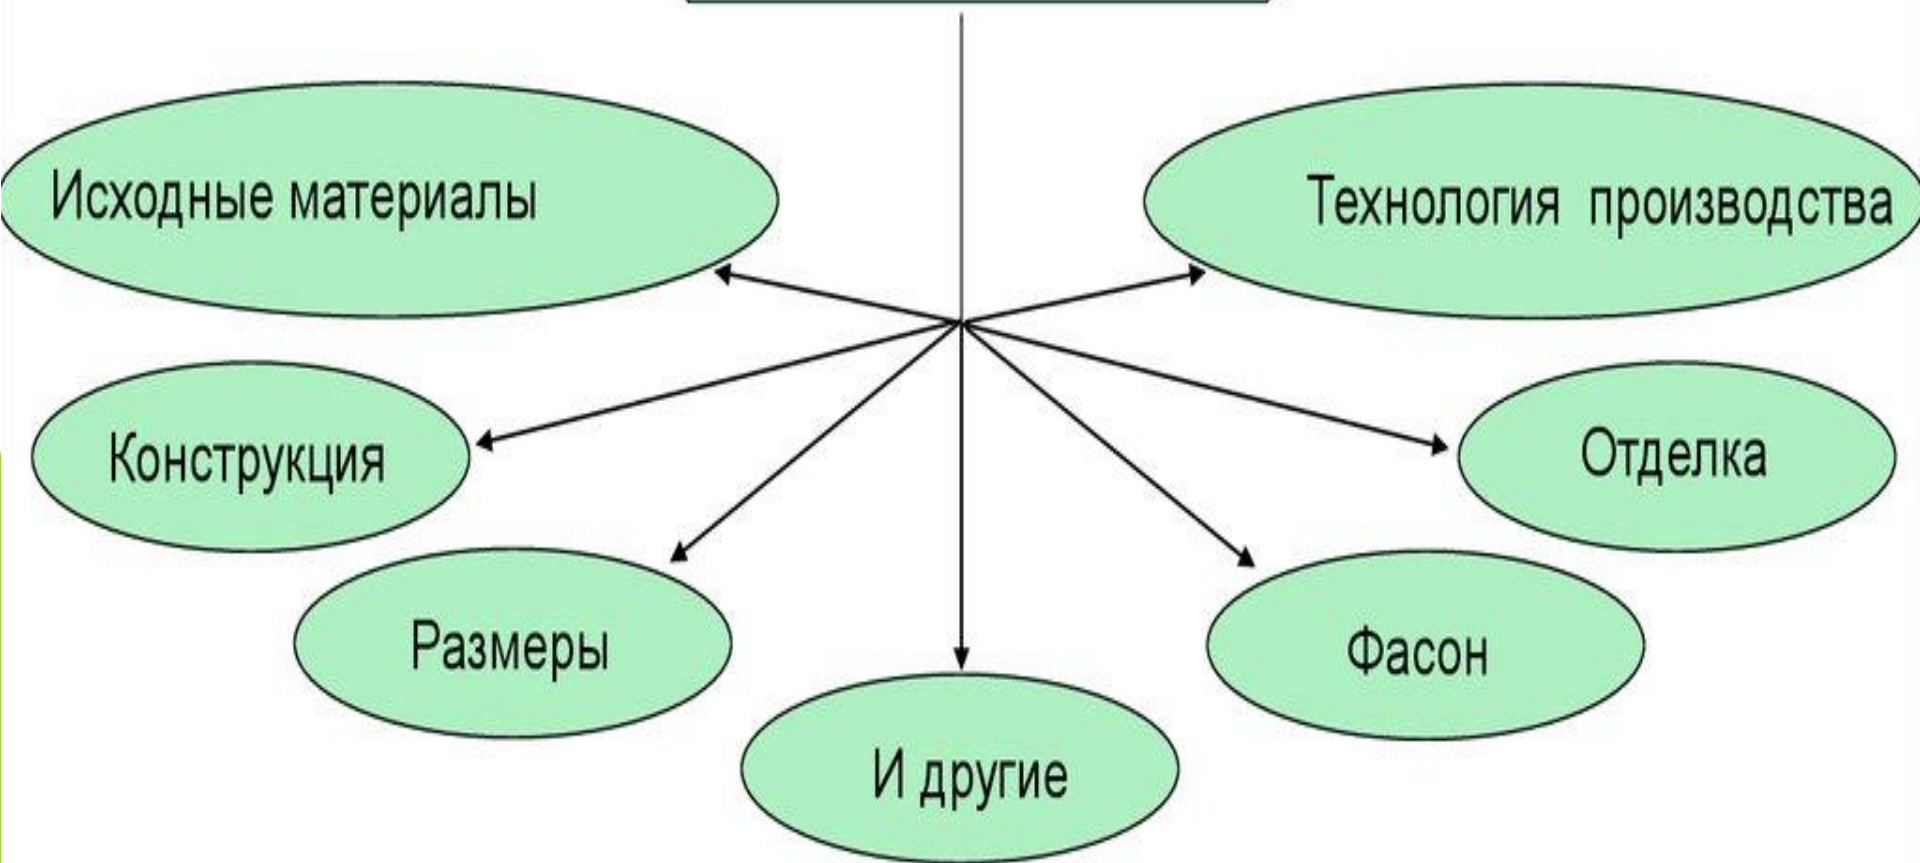 Исходные материалы
Технология производства
Конструкция
Отделка
Размеры
Фасон
И другие